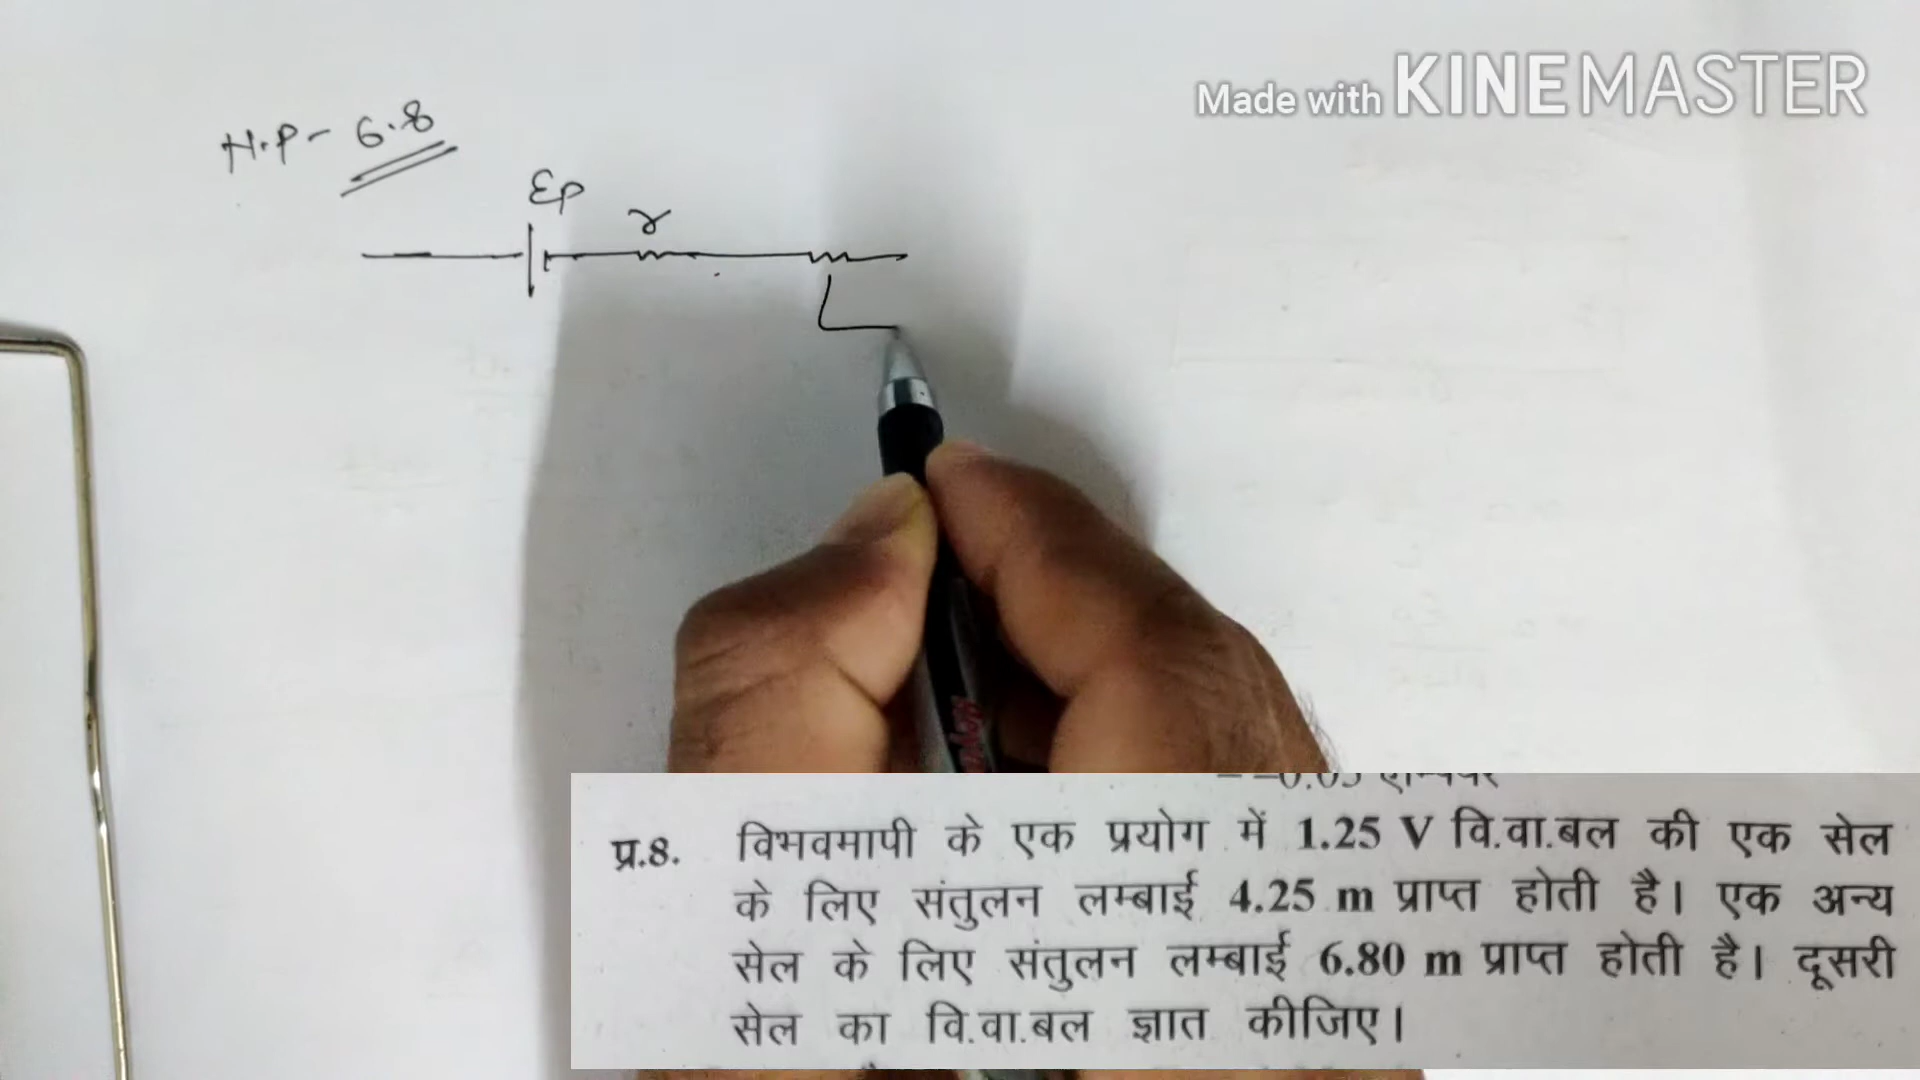 Made with KINEMASTER
N.P- 6.8
Ep
r
प्र.8. विभवमापी के एक प्रयोग में 1.25 V वि.वा.बल की एक सेल
के लिए संतुलन लम्बाई 4.25 m प्राप्त होती है। एक अन्य
सेल के लिए संतुलन लम्बाई 6.80 m प्राप्त होती है। दूसरी
सेल का वि.वा.बल ज्ञात कीजिए।